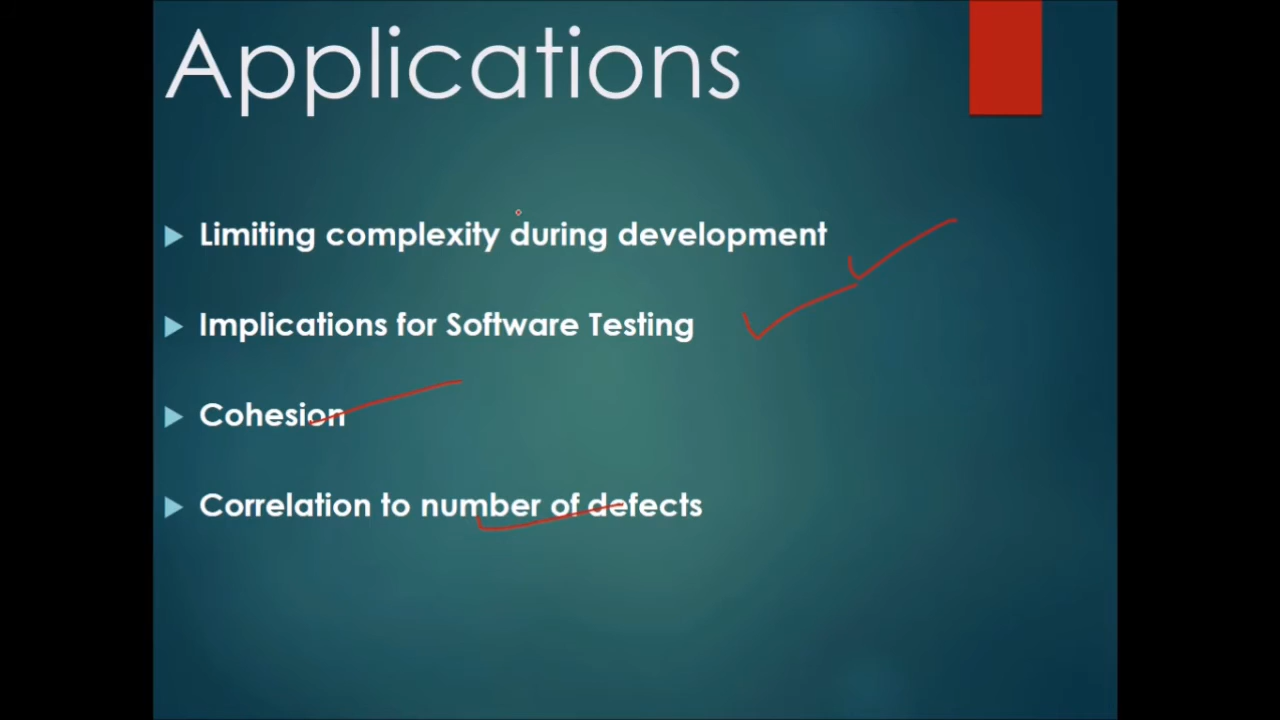 Applications
Limiting complexity during development
Implications for Software Testing
Cohesion
Correlation to number of defects